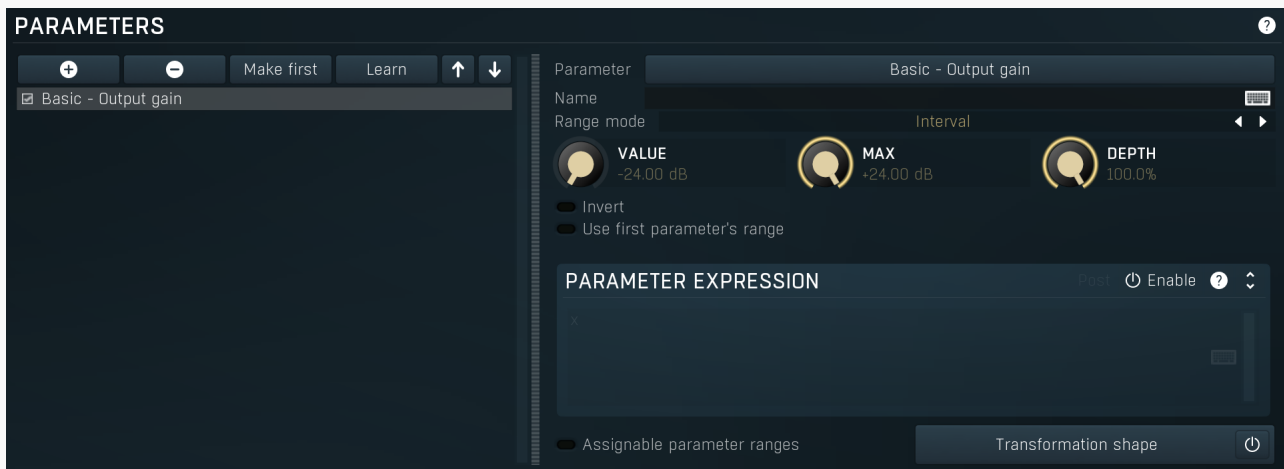 PARAMETERS
?
Make first Learn
Basic - Output gain
Parameter Basic - Output gain
Name
Range mode Interval
VALUE
-24.00 dB
MAX
+24.00 dB
DEPTH
100.0%
Invert
Use first parameter's range
PARAMETER EXPRESSION Post Enable ?
x
Assignable parameter ranges Transformation shape